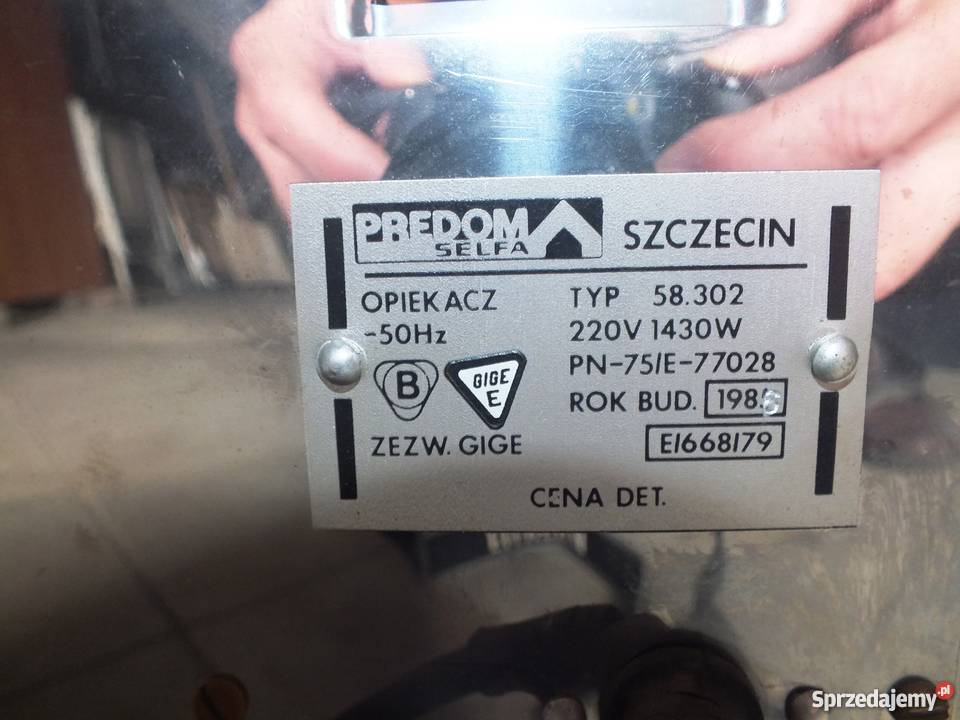 PREDOM
SELFA
SZCZECIN
OPIEKACZ
TYP 58.302
~50Hz
220V 1430W
PN-75/E-77028
B
GIGE
E
ROK BUD.
ZEZW. GIGE
E1668179
CENA DET.
Sprzedajemy.pl